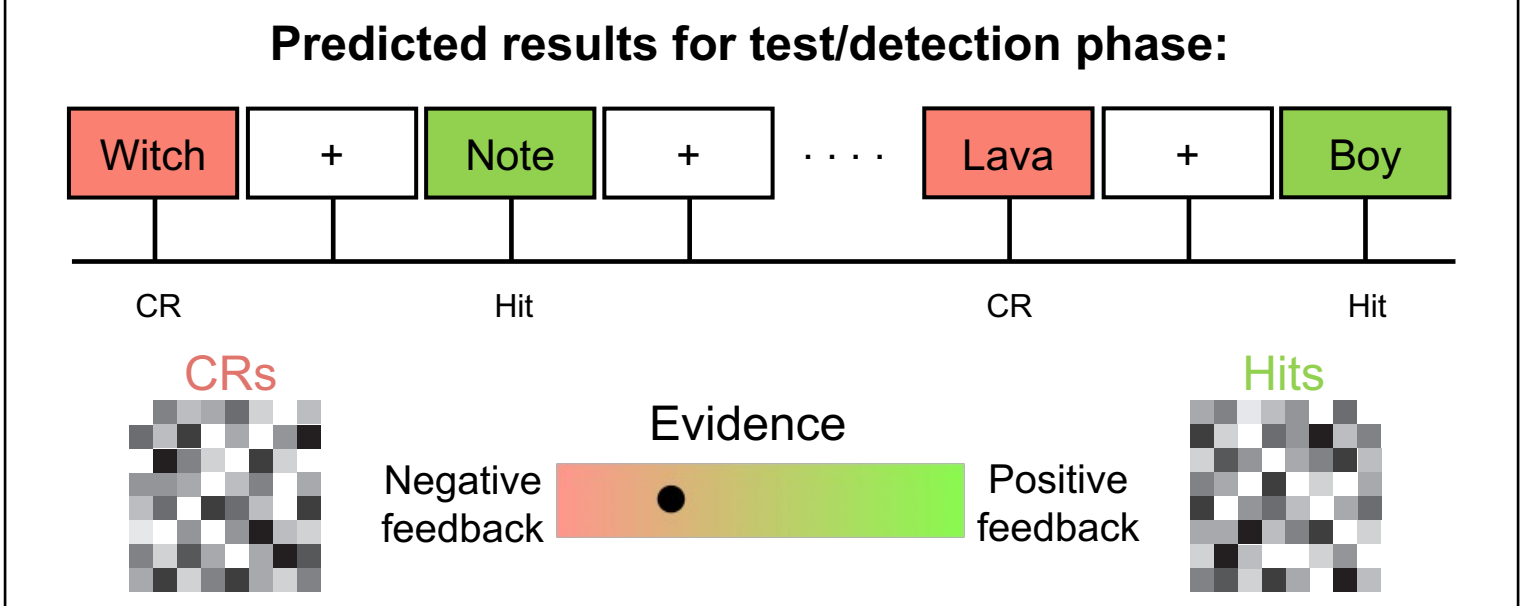 Predicted results for test/detection phase:
Witch + Note + . . . . Lava + Boy
CR Hit CR Hit
CRs Hits
Evidence
Negative feedback
Positive feedback